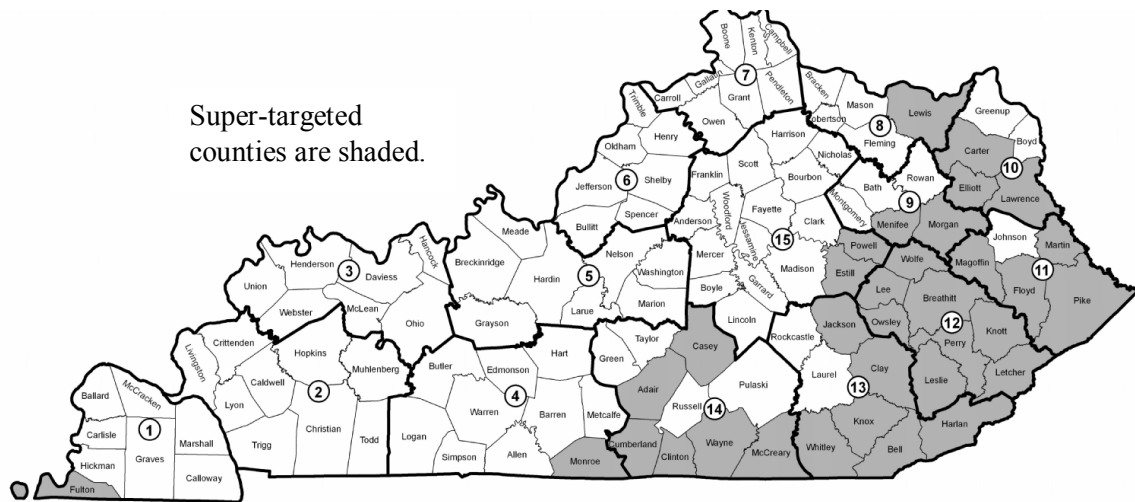 Super-targeted
counties are shaded.
Boone
Kenton
Campbell
7
Gallatin
Carroll
Grant
Pendleton
Owen
Trimble
Bracken
Mason
Robertson
8
Lewis
Fleming
Greenup
Boyd
Carter
10
Elliott
Lawrence
Henry
Oldham
Jefferson
6
Shelby
Spencer
Bullitt
Harrison
Nicholas
Scott
Bourbon
Franklin
Woodford
Fayette
Clark
Anderson
Jessamine
15
Madison
Mercer
Garrard
Boyle
Lincoln
Powell
Estill
Rowan
Bath
Montgomery
9
Menifee
Morgan
Johnson
Martin
Magoffin
11
Floyd
Pike
Wolfe
Lee
Breathitt
Owsley
12
Knott
Perry
Leslie
Letcher
Meade
Breckinridge
Hardin
5
Nelson
Washington
Larue
Marion
Grayson
Hancock
Henderson
3
Daviess
Union
Webster
McLean
Ohio
Crittenden
Livingston
Hopkins
Muhlenberg
Caldwell
2
Lyon
Christian
Trigg
Todd
Butler
Edmonson
Hart
4
Warren
Barren
Metcalfe
Logan
Simpson
Allen
Monroe
Green
Taylor
Casey
Adair
Russell
14
Pulaski
Cumberland
Clinton
Wayne
McCreary
Rockcastle
Jackson
Laurel
13
Clay
Knox
Whitley
Bell
Harlan
Ballard
McCracken
Carlisle
1
Marshall
Graves
Hickman
Calloway
Fulton